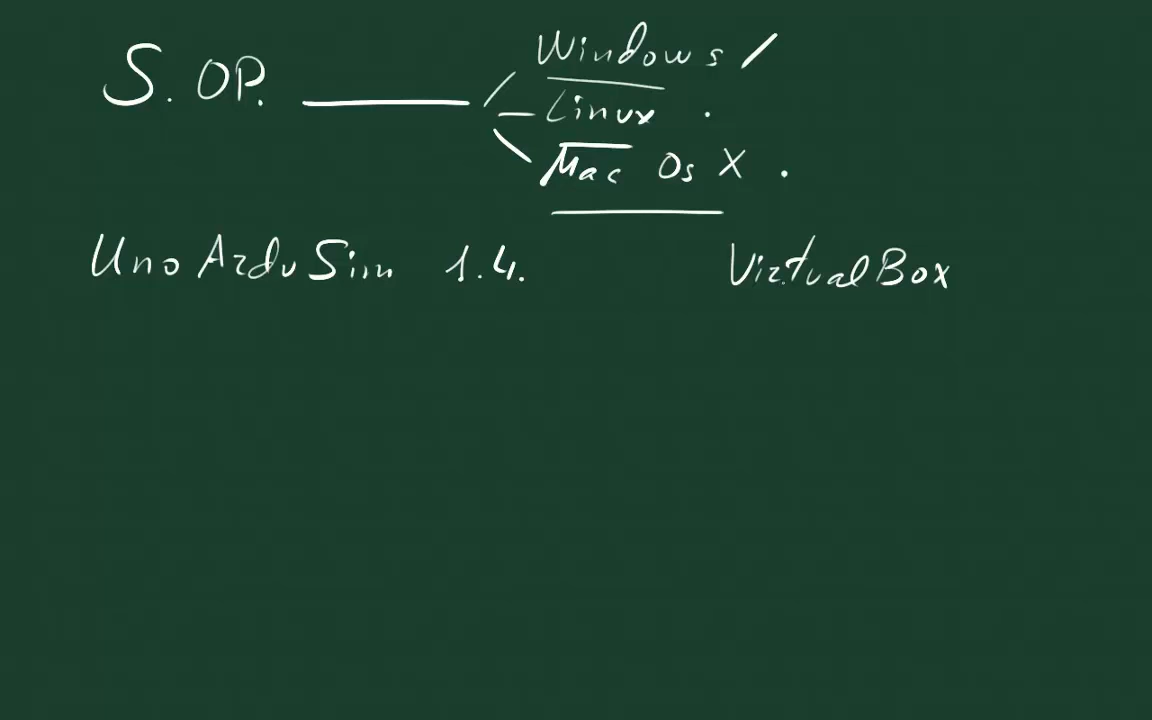 S. OP.
Windows
Linux
Mac Os X
UnoArduSim 1.4.
VirtualBox